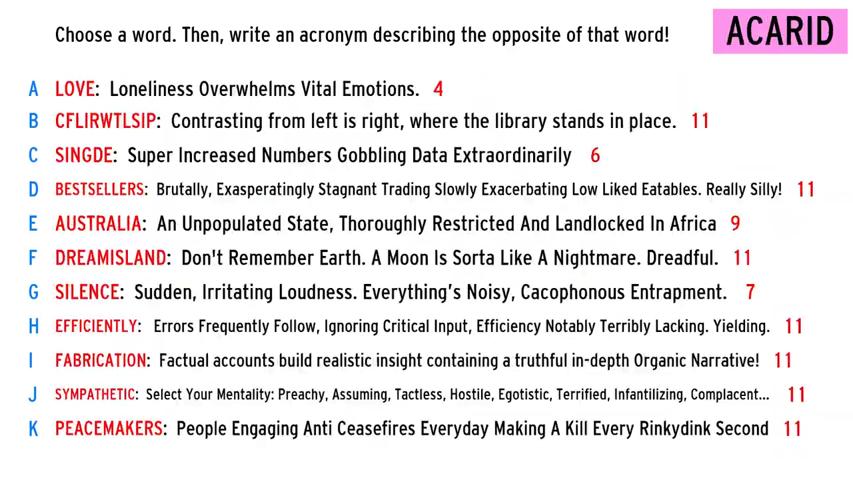 Choose a word. Then, write an acronym describing the opposite of that word!
ACARID
A LOVE: Loneliness Overwhelms Vital Emotions. 4
B CFLIRWTLSIP: Contrasting from left is right, where the library stands in place. 11
C SINGDE: Super Increased Numbers Gobbling Data Extraordinarily 6
D BESTSELLERS: Brutally, Exasperatingly Stagnant Trading Slowly Exacerbating Low Liked Eatables. Really Silly! 11
E AUSTRALIA: An Unpopulated State, Thoroughly Restricted And Landlocked In Africa 9
F DREAMISLAND: Don't Remember Earth. A Moon Is Sorta Like A Nightmare. Dreadful. 11
G SILENCE: Sudden, Irritating Loudness. Everything's Noisy, Cacophonous Entrapment. 7
H EFFICIENTLY: Errors Frequently Follow, Ignoring Critical Input, Efficiency Notably Terribly Lacking. Yielding. 11
I FABRICATION: Factual accounts build realistic insight containing a truthful in-depth Organic Narrative! 11
J SYMPATHETIC: Select Your Mentality: Preachy, Assuming, Tactless, Hostile, Egotistic, Terrified, Infantilizing, Complacent... 11
K PEACEMAKERS: People Engaging Anti Ceasefires Everyday Making A Kill Every Rinkydink Second 11